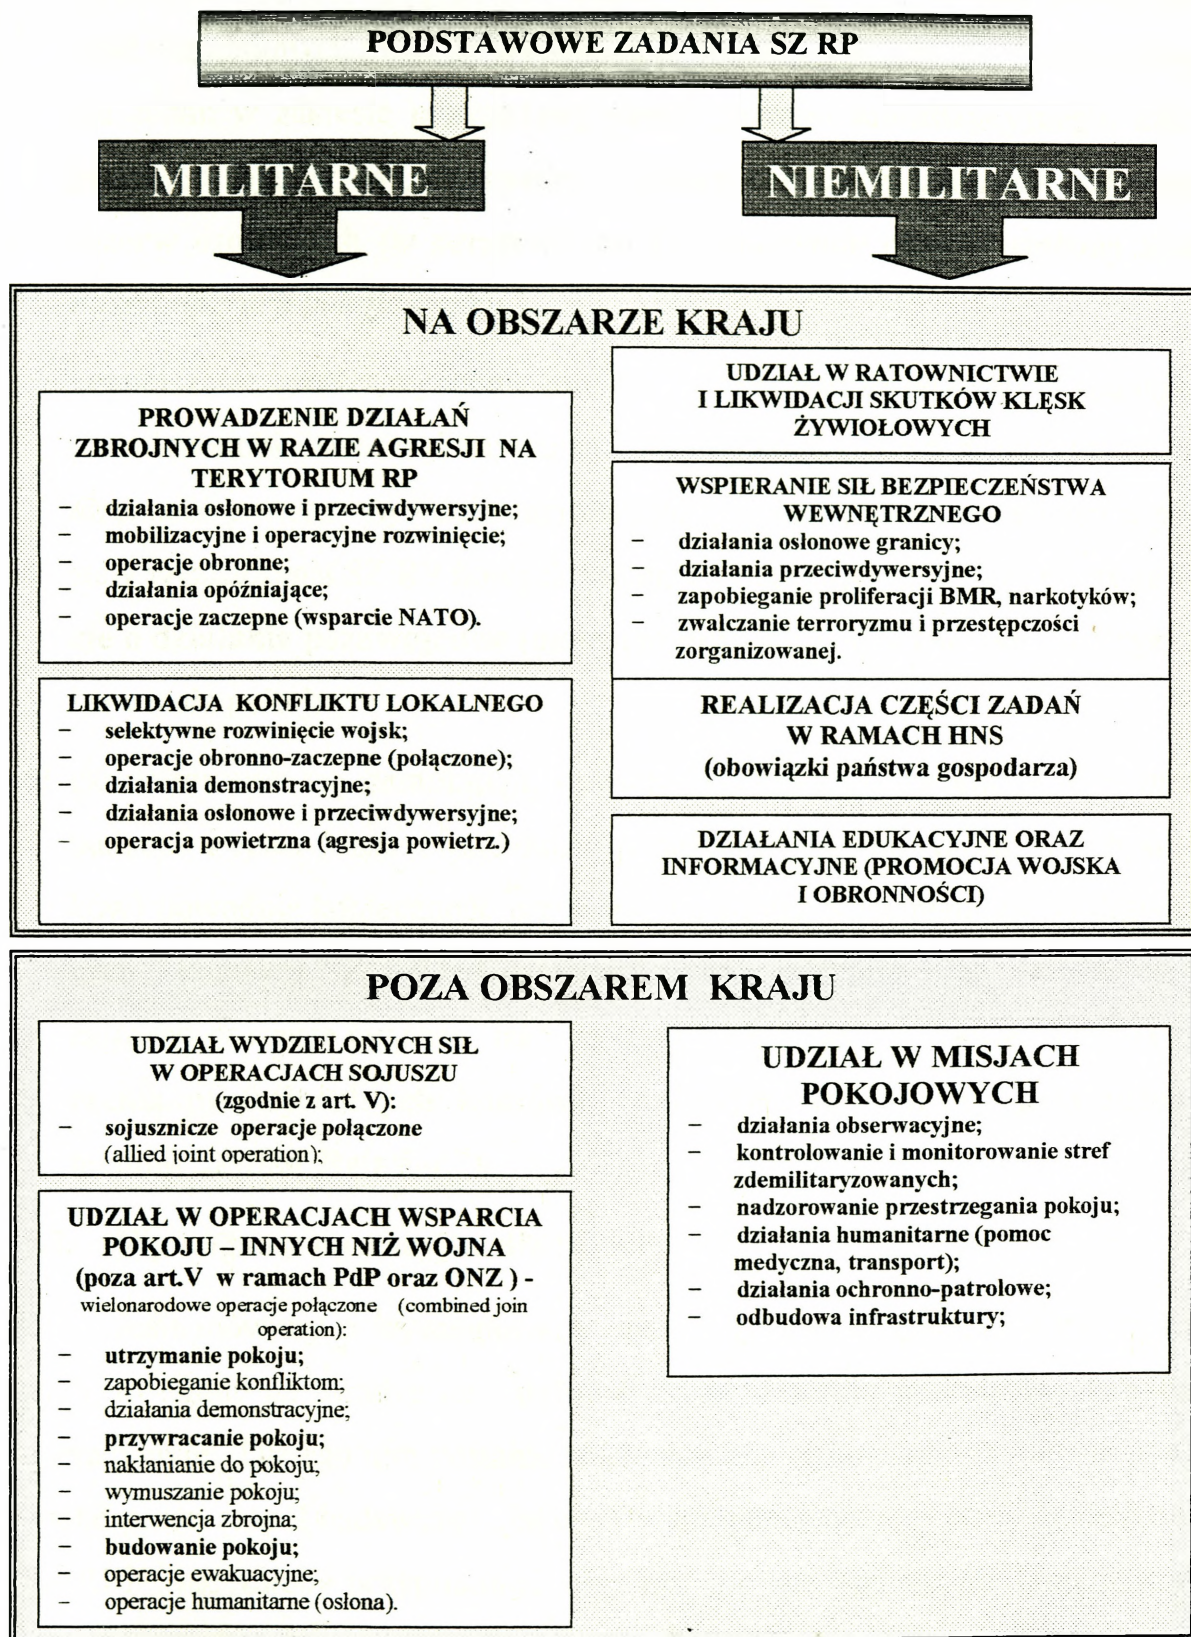 PODSTAWOWE ZADANIA SZ RP
MILITARNE
NIEMILITARNE
NA OBSZARZE KRAJU
PROWADZENIE DZIAŁAŃ
ZBROJNYCH W RAZIE AGRESJI NA
TERYTORIUM RP
– działania osłonowe i przeciwdywersyjne;
– mobilizacyjne i operacyjne rozwinięcie;
– operacje obronne;
– działania opóźniające;
– operacje zaczepne (wsparcie NATO).
LIKWIDACJA KONFLIKTU LOKALNEGO
– selektywne rozwinięcie wojsk;
– operacje obronno-zaczepne (połączone);
– działania demonstracyjne;
– działania osłonowe i przeciwdywersyjne;
– operacja powietrzna (agresja powietrz.)
UDZIAŁ W RATOWNICTWIE
I LIKWIDACJI SKUTKÓW KLĘSK
ŻYWIOŁOWYCH
WSPIERANIE SIŁ BEZPIECZEŃSTWA
WEWNĘTRZNEGO
– działania osłonowe granicy;
– działania przeciwdywersyjne;
– zapobieganie proliferacji BMR, narkotyków;
– zwalczanie terroryzmu i przestępczości
zorganizowanej.
REALIZACJA CZĘŚCI ZADAŃ
W RAMACH HNS
(obowiązki państwa gospodarza)
DZIAŁANIA EDUKACYJNE ORAZ
INFORMACYJNE (PROMOCJA WOJSKA
I OBRONNOŚCI)
POZA OBSZAREM KRAJU
UDZIAŁ WYDZIELONYCH SIŁ
W OPERACJACH SOJUSZU
(zgodnie z art. V):
– sojusznicze operacje połączone
(allied joint operation);
UDZIAŁ W OPERACJACH WSPARCIA
POKOJU – INNYCH NIŻ WOJNA
(poza art.V w ramach PdP oraz ONZ ) -
wielonarodowe operacje połączone (combined join
operation):
– utrzymanie pokoju;
– zapobieganie konfliktom;
– działania demonstracyjne;
– przywracanie pokoju;
– nakłanianie do pokoju;
– wymuszanie pokoju;
– interwencja zbrojna;
– budowanie pokoju;
– operacje ewakuacyjne;
– operacje humanitarne (osłona).
UDZIAŁ W MISJACH
POKOJOWYCH
– działania obserwacyjne;
– kontrolowanie i monitorowanie stref
zdemilitaryzowanych;
– nadzorowanie przestrzegania pokoju;
– działania humanitarne (pomoc
medyczna, transport);
– działania ochronno-patrolowe;
– odbudowa infrastruktury;